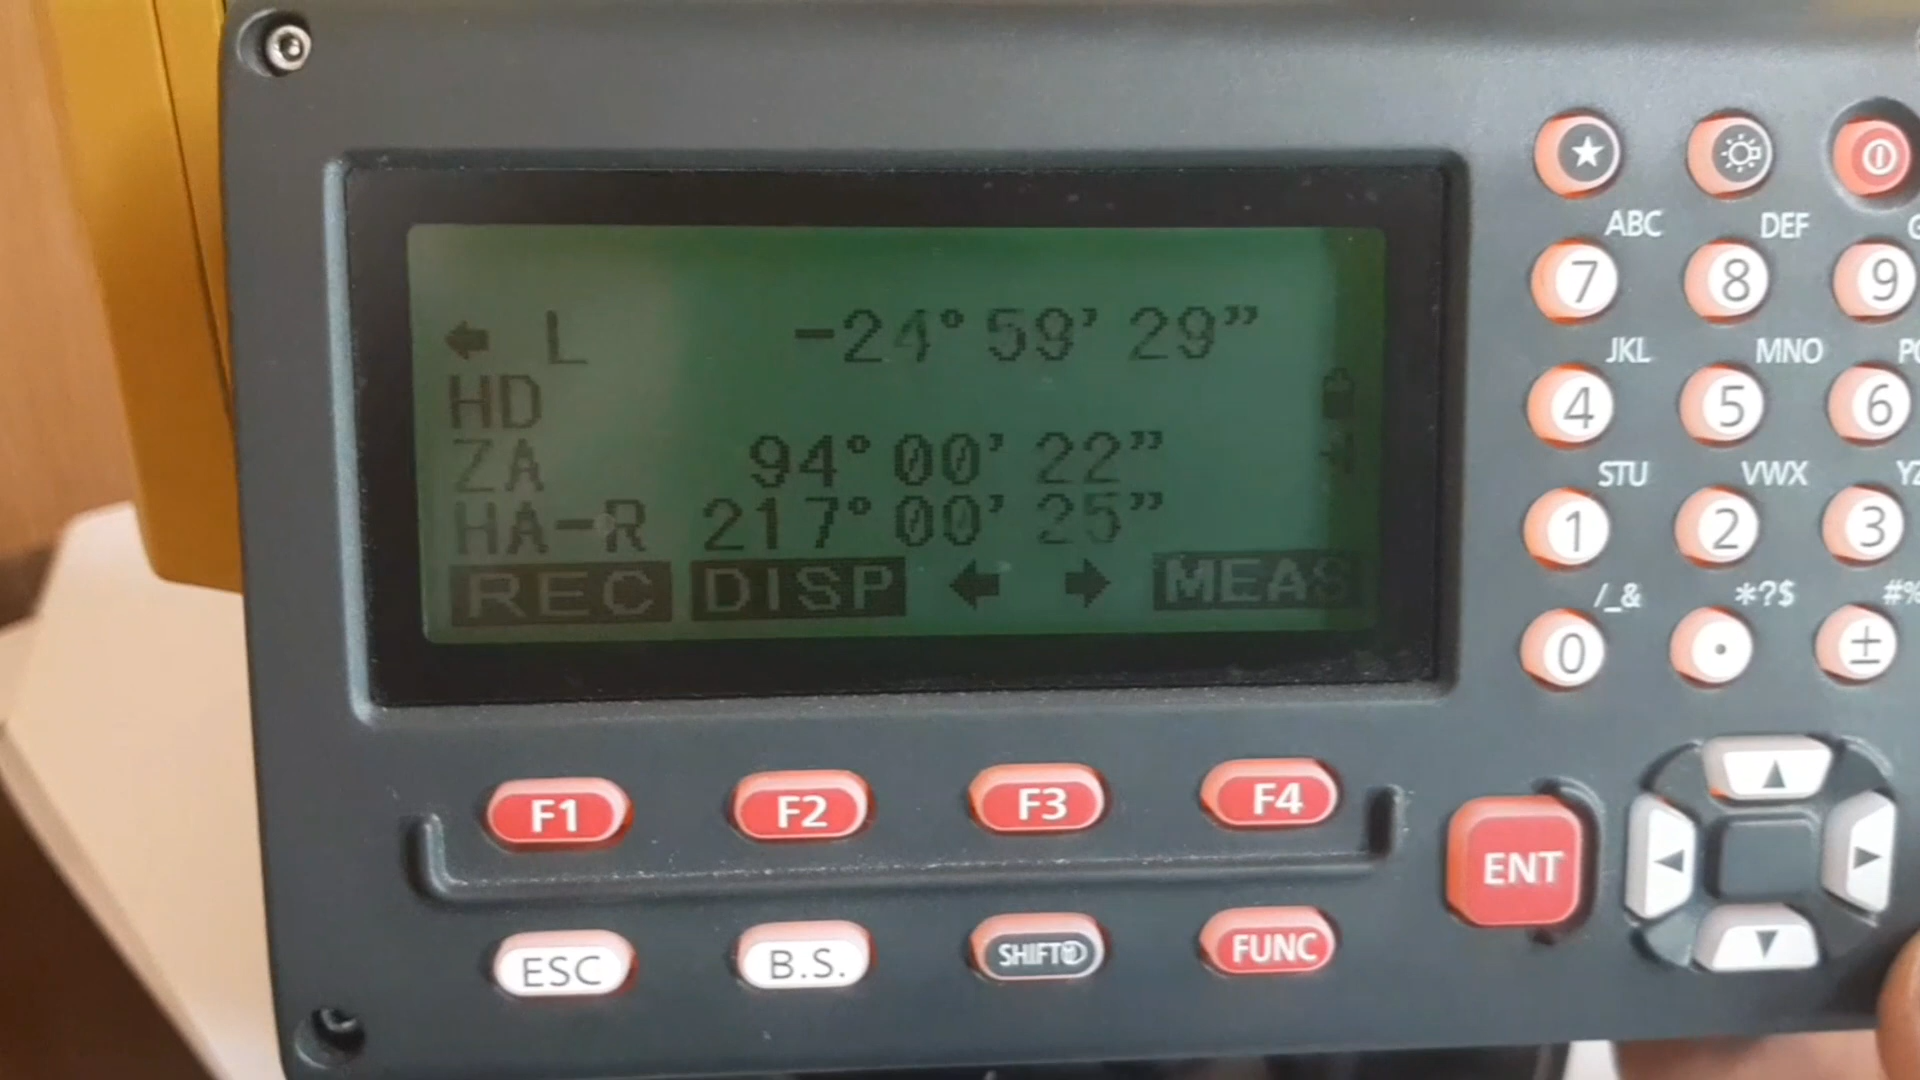 ← L -24° 59' 29"
HD
ZA 94° 00' 22"
HA-R 217° 00' 25"
REC DISP ← → MEAS
ABC DEF
7 8 9
JKL MNO
4 5 6
STU VWX YZ
1 2 3
/_& *?$ #%
0 • ±
F1 F2 F3 F4
ENT
ESC B.S. SHIFT FUNC